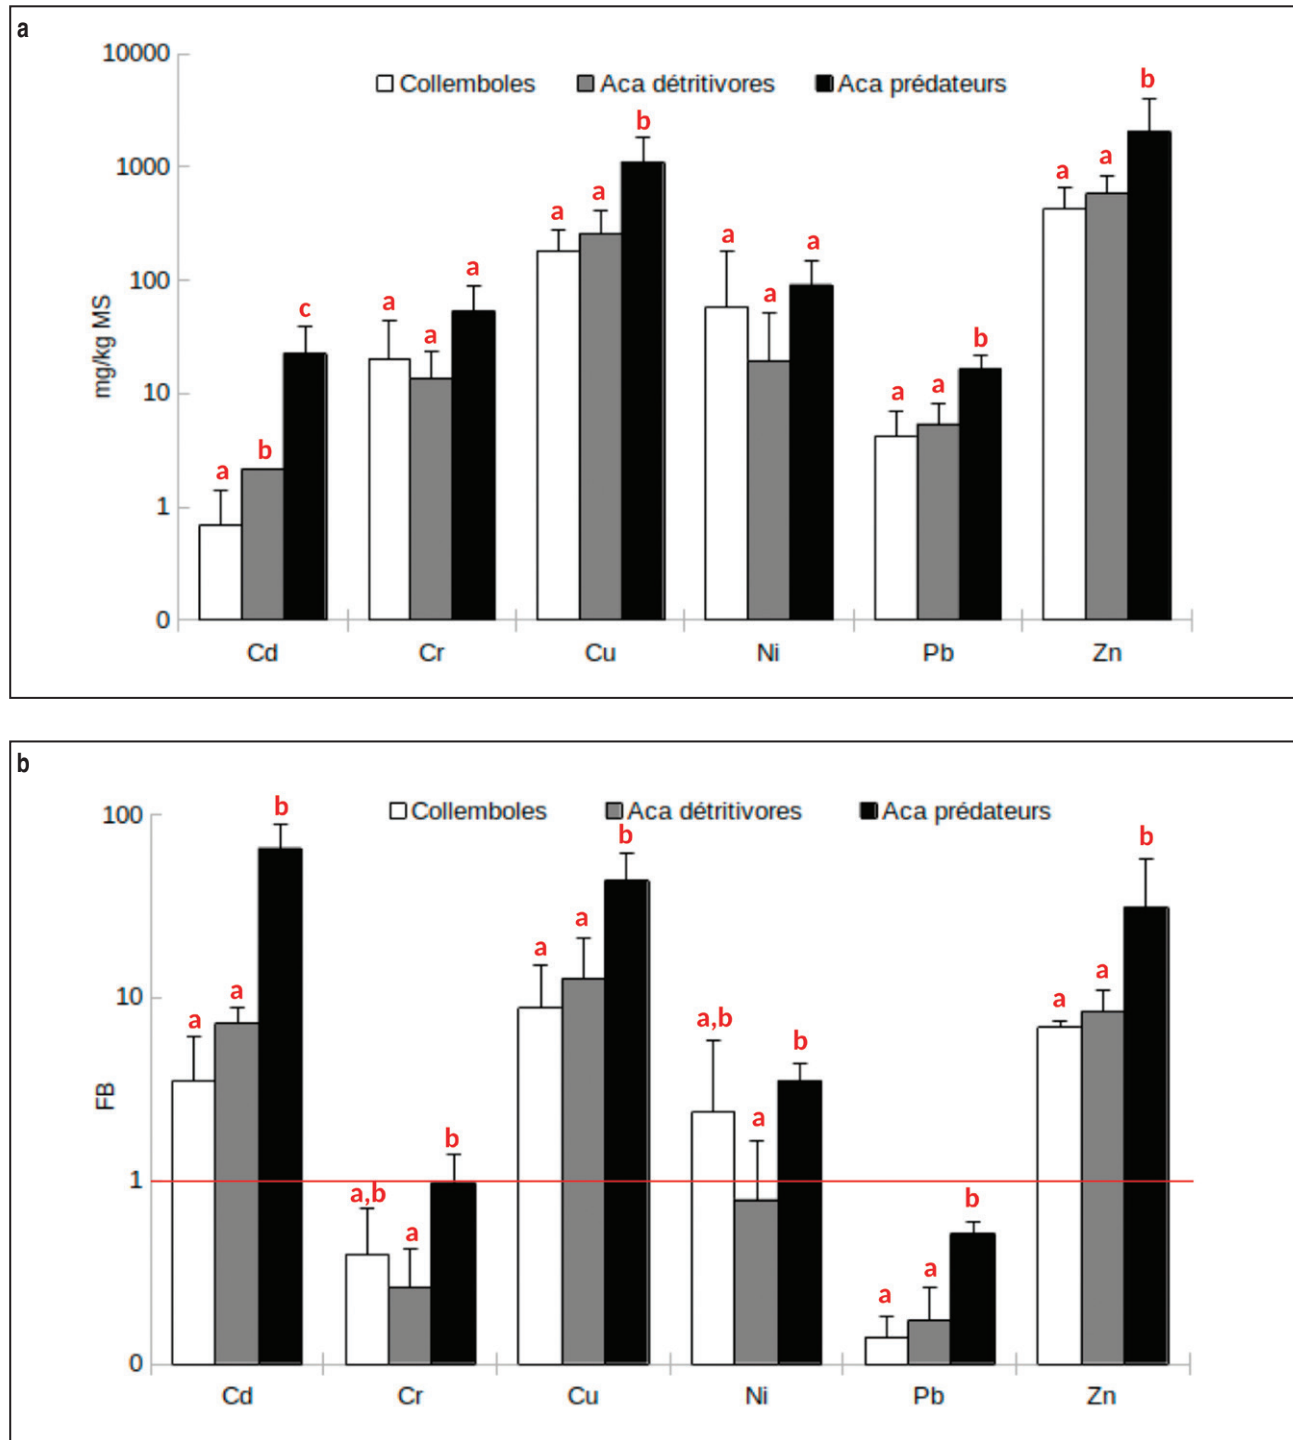 a
10000
Collemboles Aca détritivores Aca prédateurs
b
b
1000
a a
a a
a a a
100
c a
a
a a
mg/kg MS
b
10
a a
a b
1
0
Cd Cr Cu Ni Pb Zn
b
100
Collemboles Aca détritivores Aca prédateurs
b
b b
a
a
10
a a a
a a,b
b
FB
a
b
1
a,b
b
a
a
a
0
Cd Cr Cu Ni Pb Zn